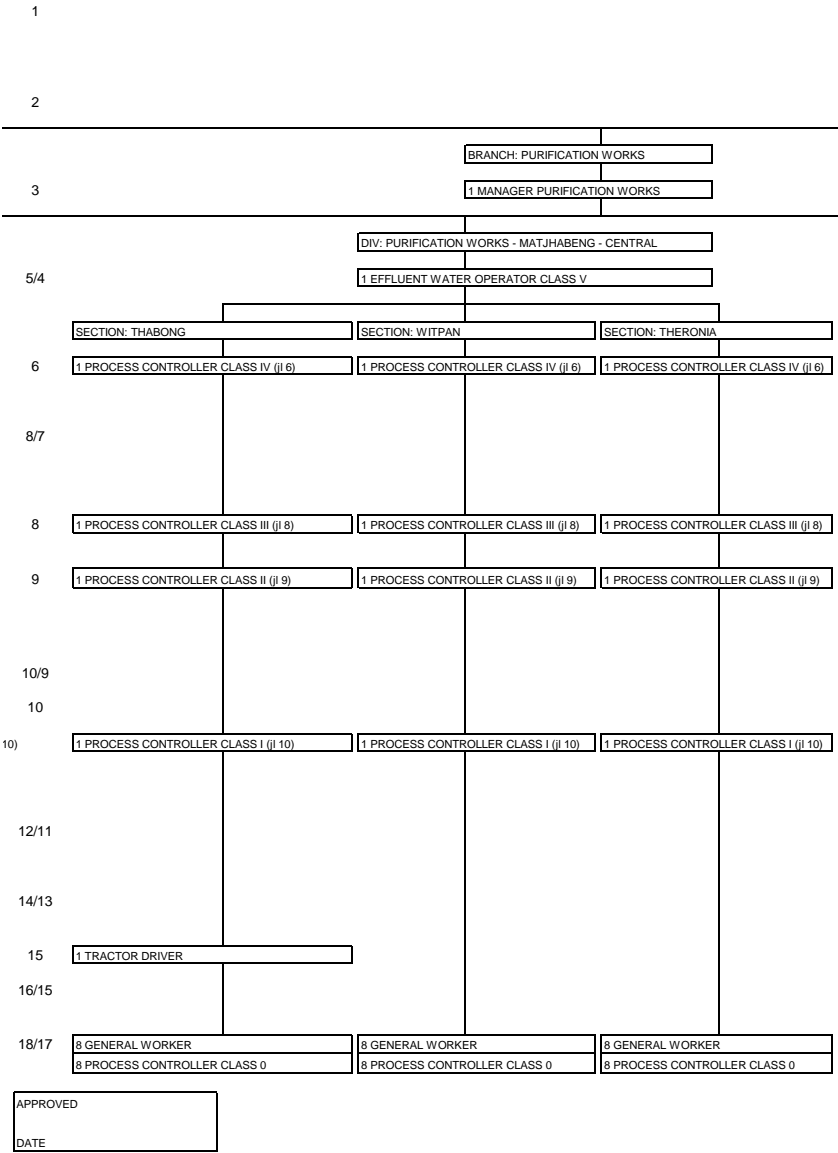 1
2
BRANCH: PURIFICATION WORKS
3
1 MANAGER PURIFICATION WORKS
DIV: PURIFICATION WORKS - MATJHABENG - CENTRAL
5/4
1 EFFLUENT WATER OPERATOR CLASS V
SECTION: THABONG
SECTION: WITPAN
SECTION: THERONIA
6
1 PROCESS CONTROLLER CLASS IV (jl 6)
1 PROCESS CONTROLLER CLASS IV (jl 6)
1 PROCESS CONTROLLER CLASS IV (jl 6)
8/7
8
1 PROCESS CONTROLLER CLASS III (jl 8)
1 PROCESS CONTROLLER CLASS III (jl 8)
1 PROCESS CONTROLLER CLASS III (jl 8)
9
1 PROCESS CONTROLLER CLASS II (jl 9)
1 PROCESS CONTROLLER CLASS II (jl 9)
1 PROCESS CONTROLLER CLASS II (jl 9)
10/9
10
10)
1 PROCESS CONTROLLER CLASS I (jl 10)
1 PROCESS CONTROLLER CLASS I (jl 10)
1 PROCESS CONTROLLER CLASS I (jl 10)
12/11
14/13
15
1 TRACTOR DRIVER
16/15
18/17
8 GENERAL WORKER
8 GENERAL WORKER
8 GENERAL WORKER
8 PROCESS CONTROLLER CLASS 0
8 PROCESS CONTROLLER CLASS 0
8 PROCESS CONTROLLER CLASS 0
APPROVED
DATE